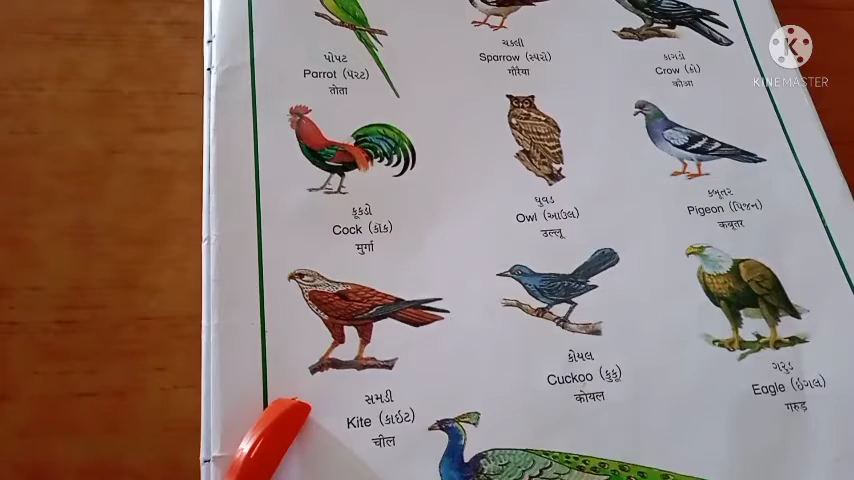 પોપટ
Parrot (પૅરટ)
तोता
ચકલી
Sparrow (સ્પૅરો)
गौरैया
કાગડો
Crow (ક્રો)
कौआ
K
KINEMASTER
કૂકડો
Cock (કૉક)
मुर्गा
ઘુવડ
Owl (આઉલ)
उल्लू
કબૂતર
Pigeon (પિજન)
कबूतर
સમડી
Kite (કાઇટ)
चील
કોયલ
Cuckoo (કુકૂ)
कोयल
ગરુડ
Eagle (ઇગલ)
गरुड़